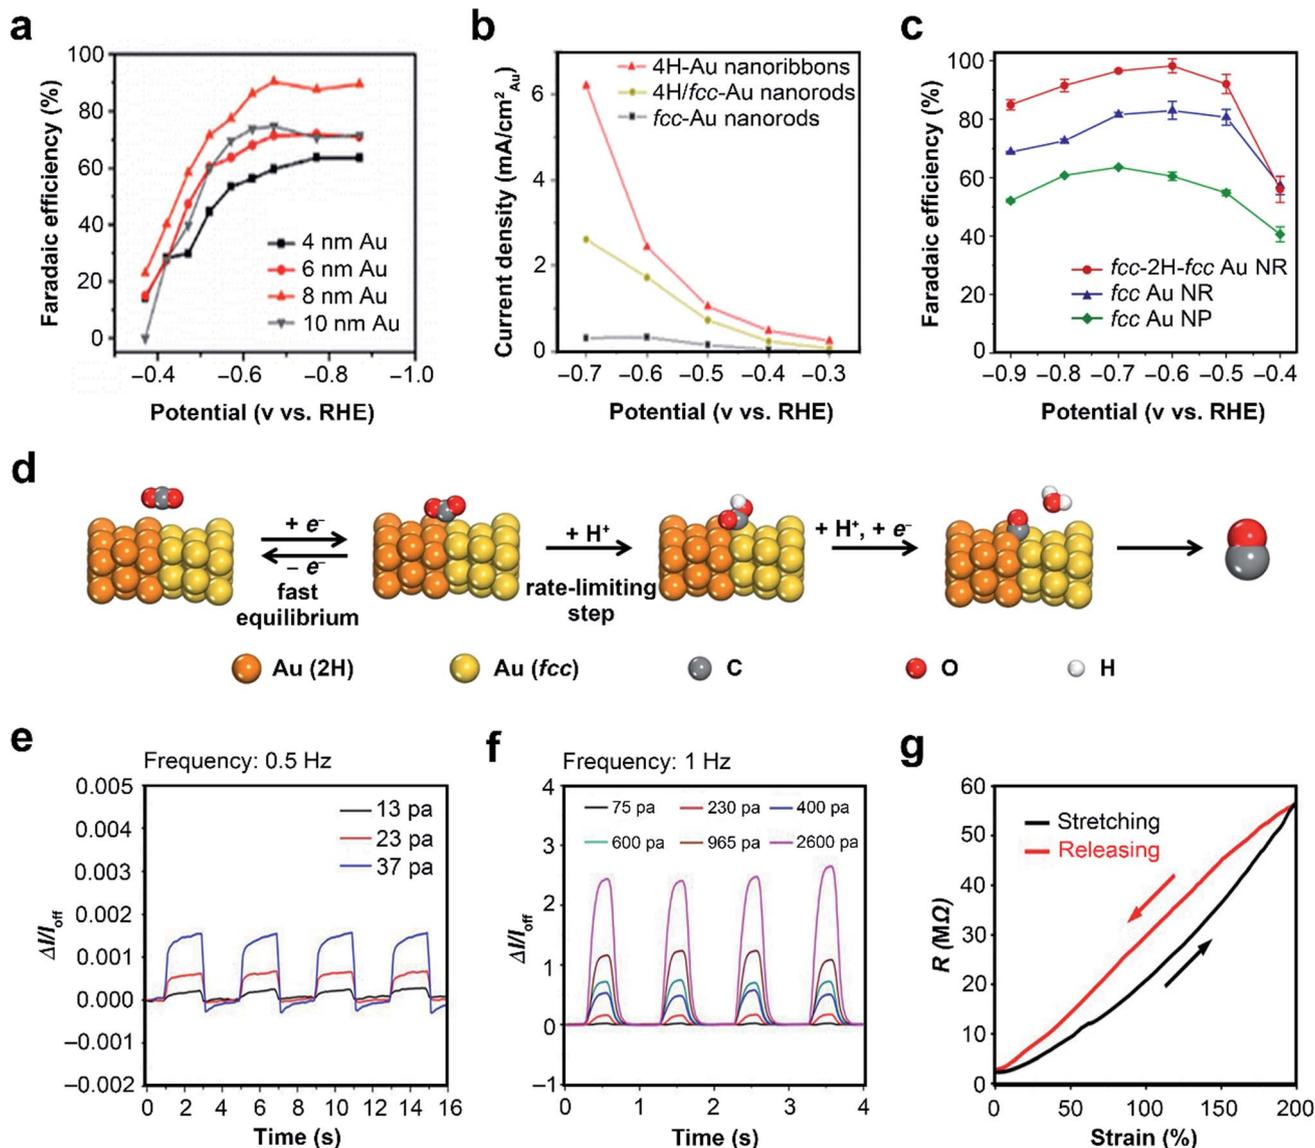 a
100
80
60
40
20
0
Faradaic efficiency (%)
4 nm Au
6 nm Au
8 nm Au
10 nm Au
–0.4 –0.6 –0.8 –1.0
Potential (v vs. RHE)
b
6
4
2
0
Current density (mA/cm²Au)
4H-Au nanoribbons
4H/fcc-Au nanorods
fcc-Au nanorods
–0.7 –0.6 –0.5 –0.4 –0.3
Potential (v vs. RHE)
c
100
80
60
40
20
0
Faradaic efficiency (%)
fcc-2H-fcc Au NR
fcc Au NR
fcc Au NP
–0.9 –0.8 –0.7 –0.6 –0.5 –0.4
Potential (v vs. RHE)
d
+ e–
– e–
fast
equilibrium
+ H+
rate-limiting
step
+ H+, + e–
Au (2H)
Au (fcc)
C
O
H
e
Frequency: 0.5 Hz
0.005
0.004
0.003
0.002
0.001
0.000
–0.001
–0.002
ΔI/Ioff
13 pa
23 pa
37 pa
0 2 4 6 8 10 12 14 16
Time (s)
f
Frequency: 1 Hz
4
3
2
1
0
–1
ΔI/Ioff
75 pa 230 pa 400 pa
600 pa 965 pa 2600 pa
0 1 2 3 4
Time (s)
g
60
50
40
30
20
10
0
R (MΩ)
Stretching
Releasing
0 50 100 150 200
Strain (%)